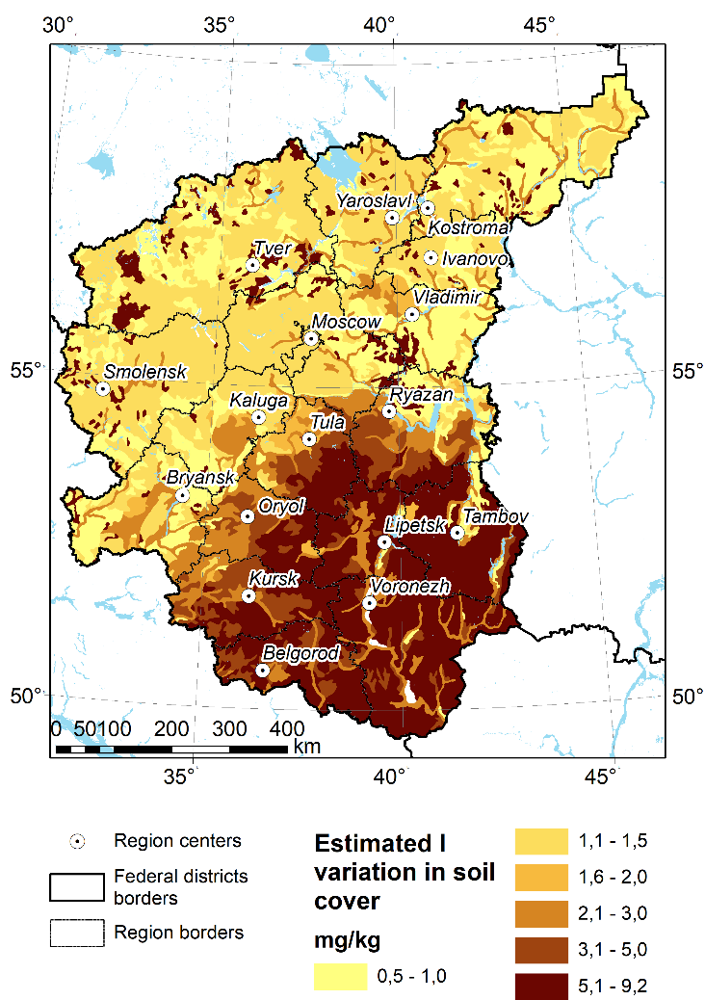 30° 35° 40° 45°
Yaroslavl
Kostroma
Tver
Ivanovo
Vladimir
Moscow
55° 55°
Smolensk
Kaluga
Ryazan
Tula
Bryansk
Oryol
Lipetsk
Tambov
Kursk
Voronezh
Belgorod
50° 50°
0 50 100 200 300 400
km
35° 40° 45°
Region centers
Federal districts
borders
Region borders
Estimated I
variation in soil
cover
mg/kg
0,5 - 1,0
1,1 - 1,5
1,6 - 2,0
2,1 - 3,0
3,1 - 5,0
5,1 - 9,2